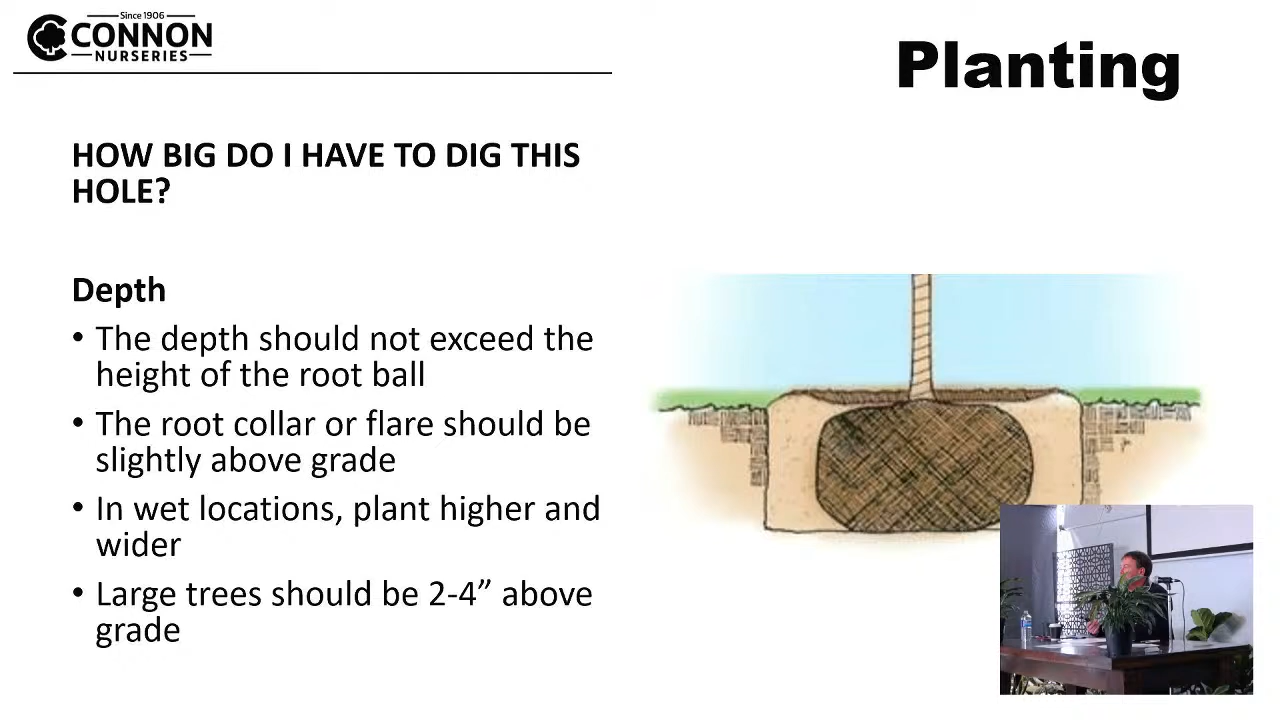 Since 1906
CONNON
NURSERIES
Planting
HOW BIG DO I HAVE TO DIG THIS
HOLE?
Depth
• The depth should not exceed the
height of the root ball
• The root collar or flare should be
slightly above grade
• In wet locations, plant higher and
wider
• Large trees should be 2-4” above
grade